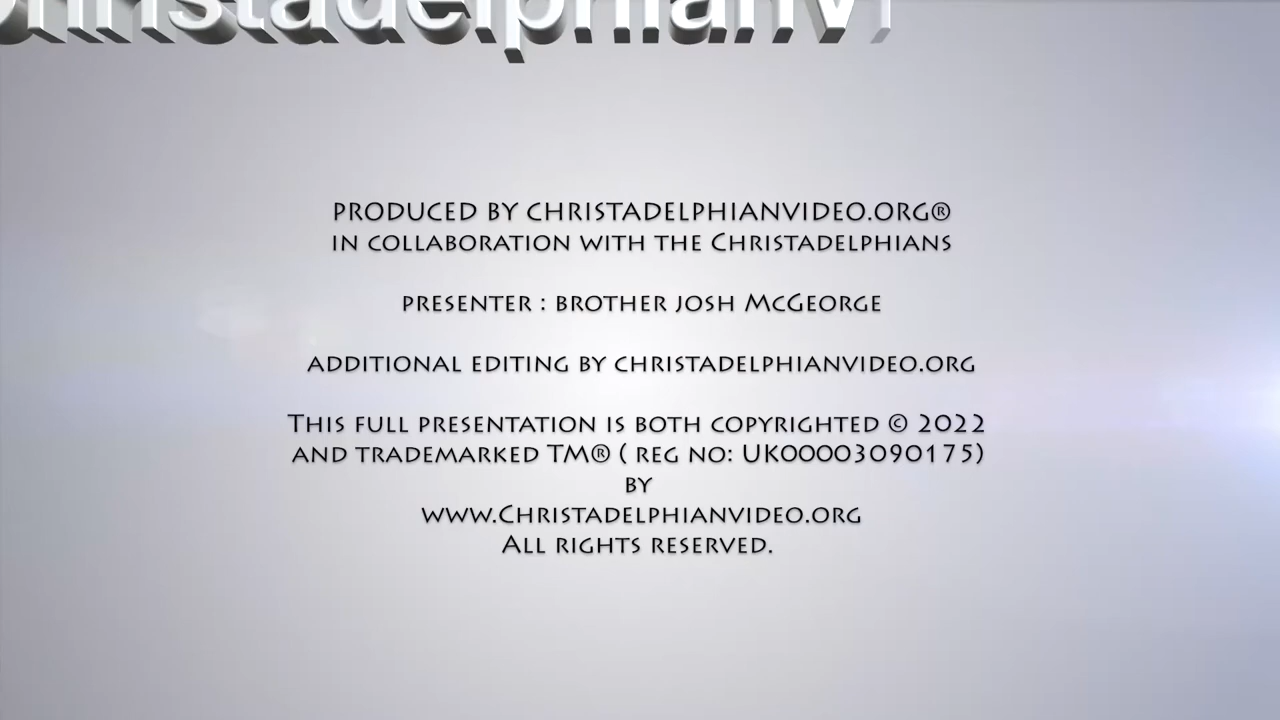 christadelphianvi
PRODUCED BY CHRISTADELPHIANVIDEO.ORG®
IN COLLABORATION WITH THE CHRISTADELPHIANS
PRESENTER : BROTHER JOSH MCGEORGE
ADDITIONAL EDITING BY CHRISTADELPHIANVIDEO.ORG
THIS FULL PRESENTATION IS BOTH COPYRIGHTED © 2022
AND TRADEMARKED TM® ( REG NO: UK00003090175)
BY
WWW.CHRISTADELPHIANVIDEO.ORG
ALL RIGHTS RESERVED.